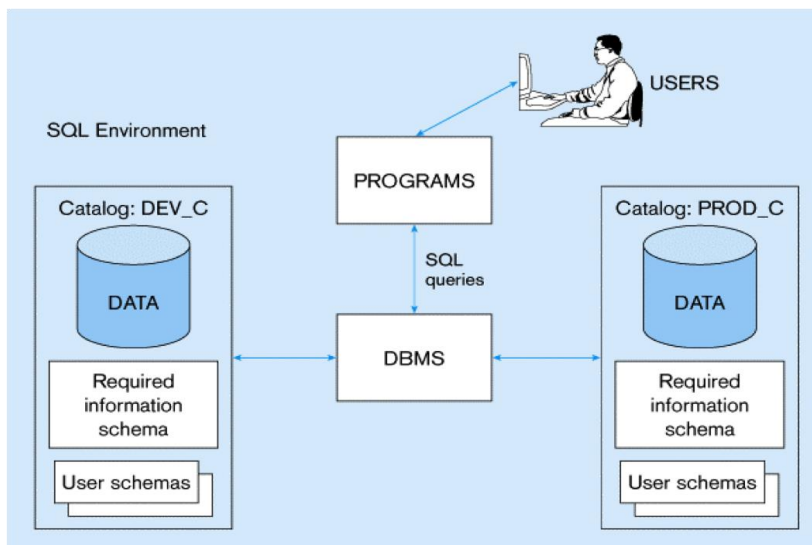 USERS
SQL Environment
PROGRAMS
Catalog: DEV_C
Catalog: PROD_C
SQL
queries
DATA
DATA
DBMS
Required
information
schema
Required
information
schema
User schemas
User schemas